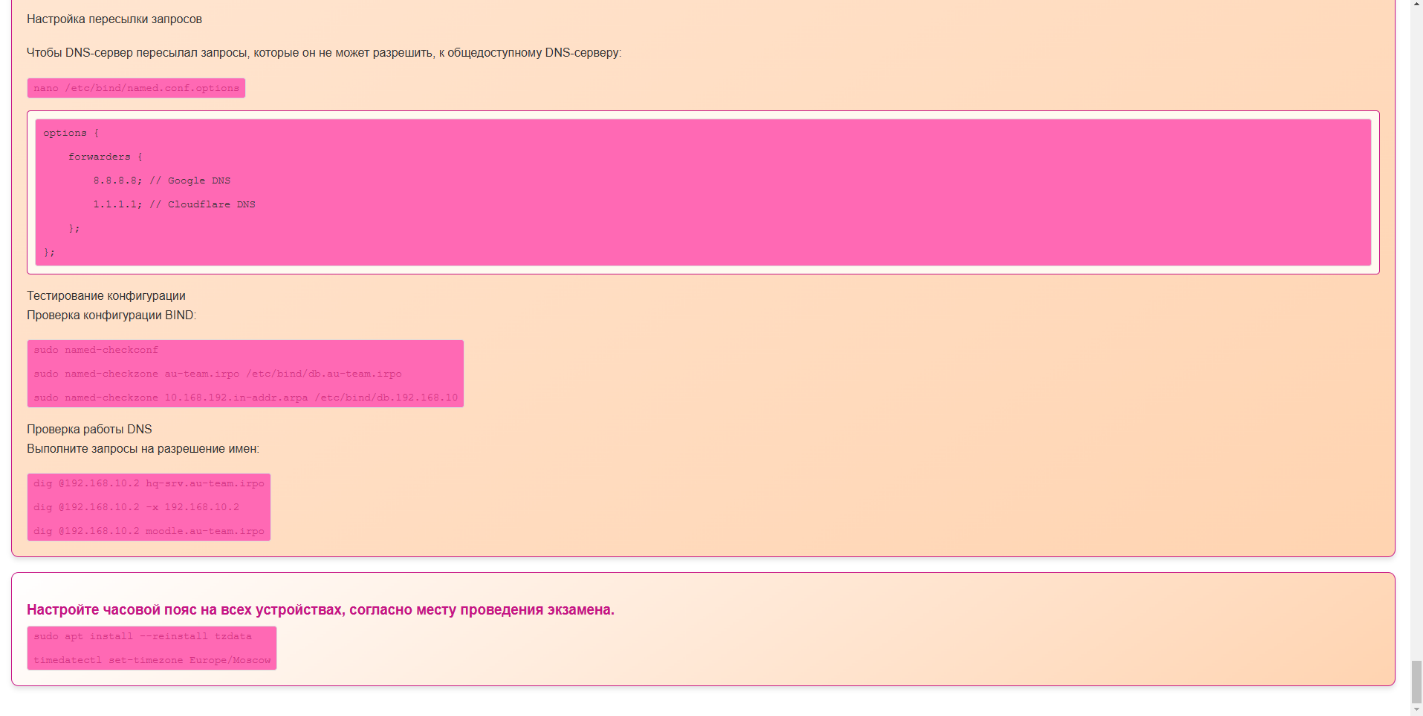 Настройка пересылки запросов
Чтобы DNS-сервер пересылал запросы, которые он не может разрешить, к общедоступному DNS-серверу:
nano /etc/bind/named.conf.options
options {
    forwarders {
        8.8.8.8; // Google DNS
        1.1.1.1; // Cloudflare DNS
    };
};
Тестирование конфигурации
Проверка конфигурации BIND:
sudo named-checkconf
sudo named-checkzone au-team.irpo /etc/bind/db.au-team.irpo
sudo named-checkzone 10.168.192.in-addr.arpa /etc/bind/db.192.168.10
Проверка работы DNS
Выполните запросы на разрешение имен:
dig @192.168.10.2 hq-srv.au-team.irpo
dig @192.168.10.2 -x 192.168.10.2
dig @192.168.10.2 moodle.au-team.irpo
Настройте часовой пояс на всех устройствах, согласно месту проведения экзамена.
sudo apt install --reinstall tzdata
timedatectl set-timezone Europe/Moscow